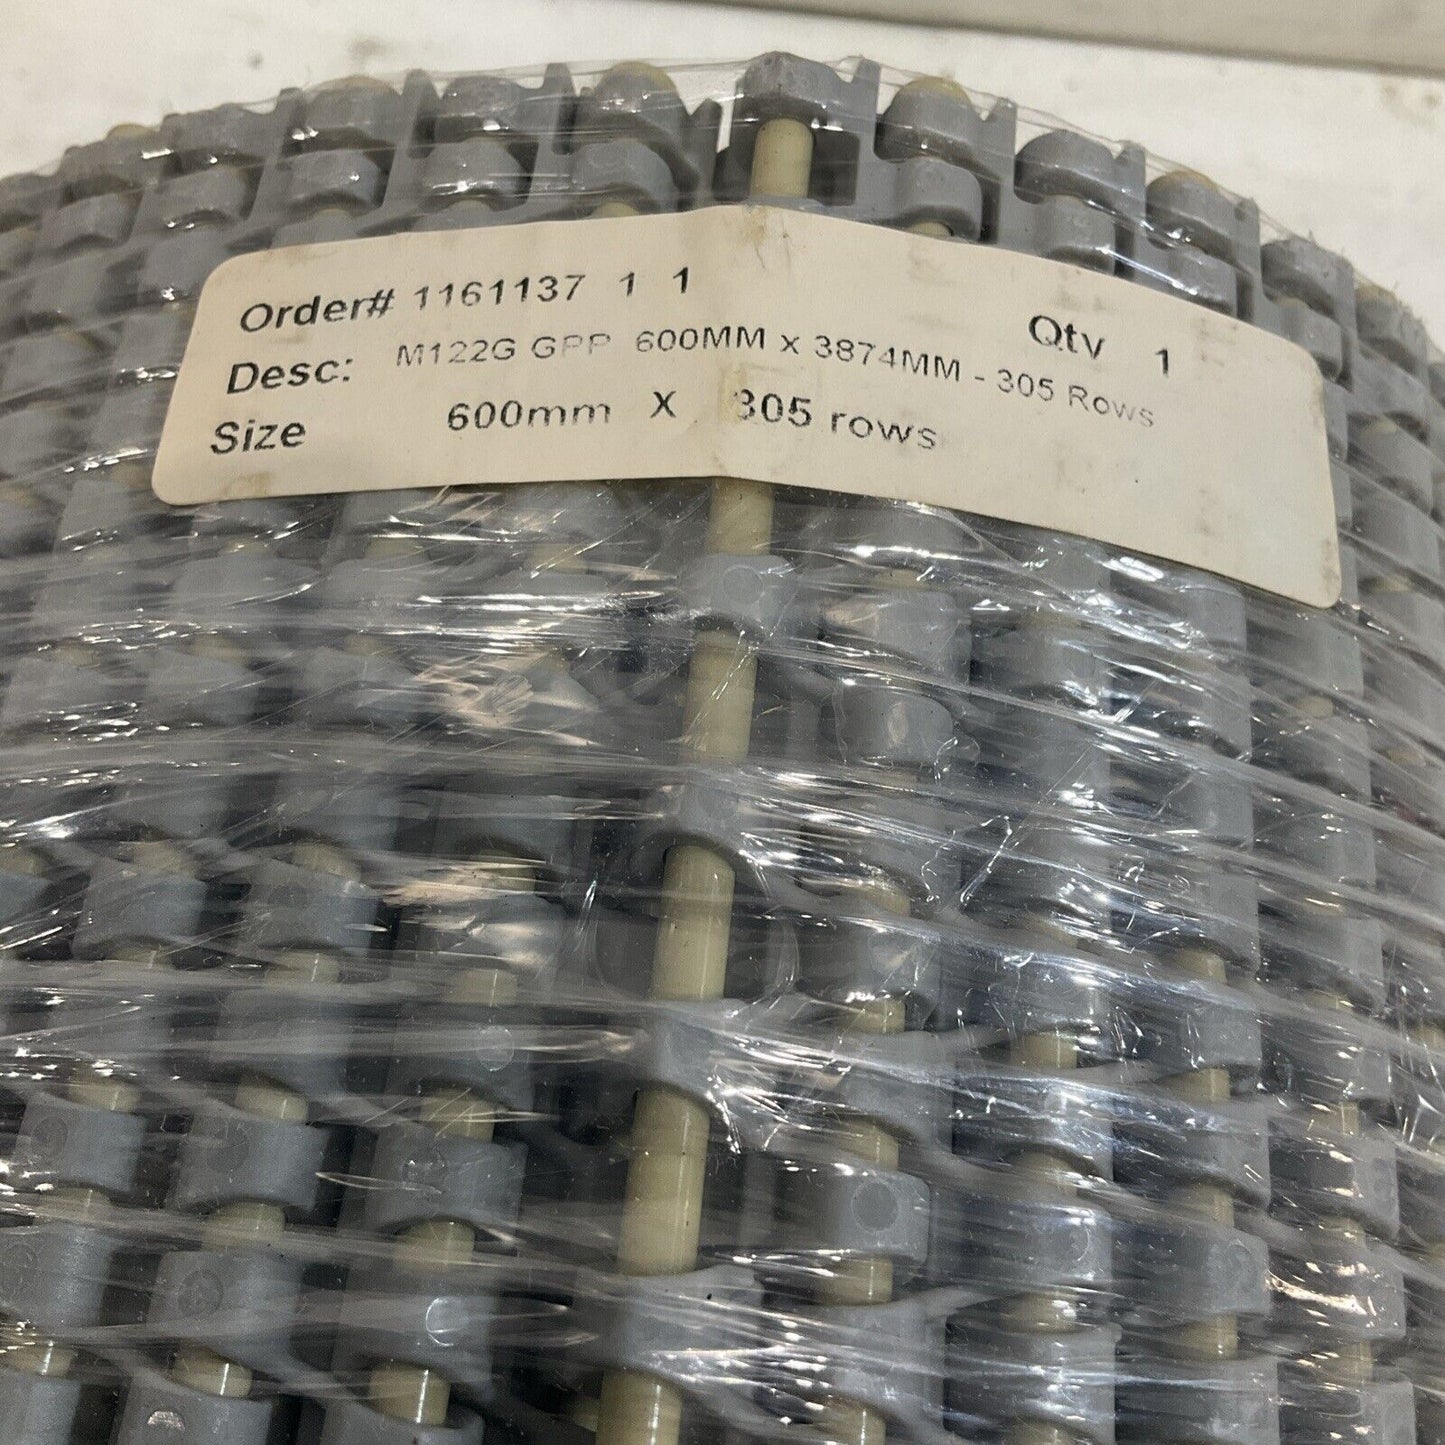 Order# 1161137 1 1 Qty 1
Desc: M122G GPP 600MM x 3874MM - 305 Rows
Size 600mm X 305 rows